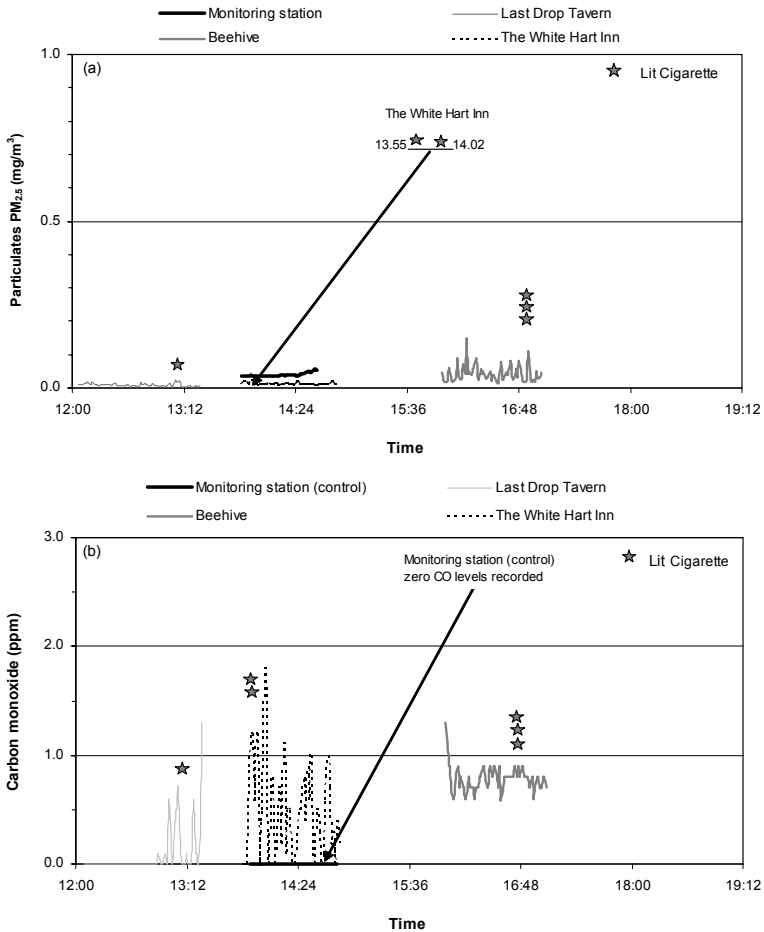 Monitoring station Last Drop Tavern
Beehive The White Hart Inn
(a)
Lit Cigarette
The White Hart Inn
13.55 14.02
Particulates PM2.5 (mg/m³)
1.0
0.5
0.0
12:00 13:12 14:24 15:36 16:48 18:00 19:12
Time
Monitoring station (control) Last Drop Tavern
Beehive The White Hart Inn
(b)
Monitoring station (control)
zero CO levels recorded
Lit Cigarette
Carbon monoxide (ppm)
3.0
2.0
1.0
0.0
12:00 13:12 14:24 15:36 16:48 18:00 19:12
Time